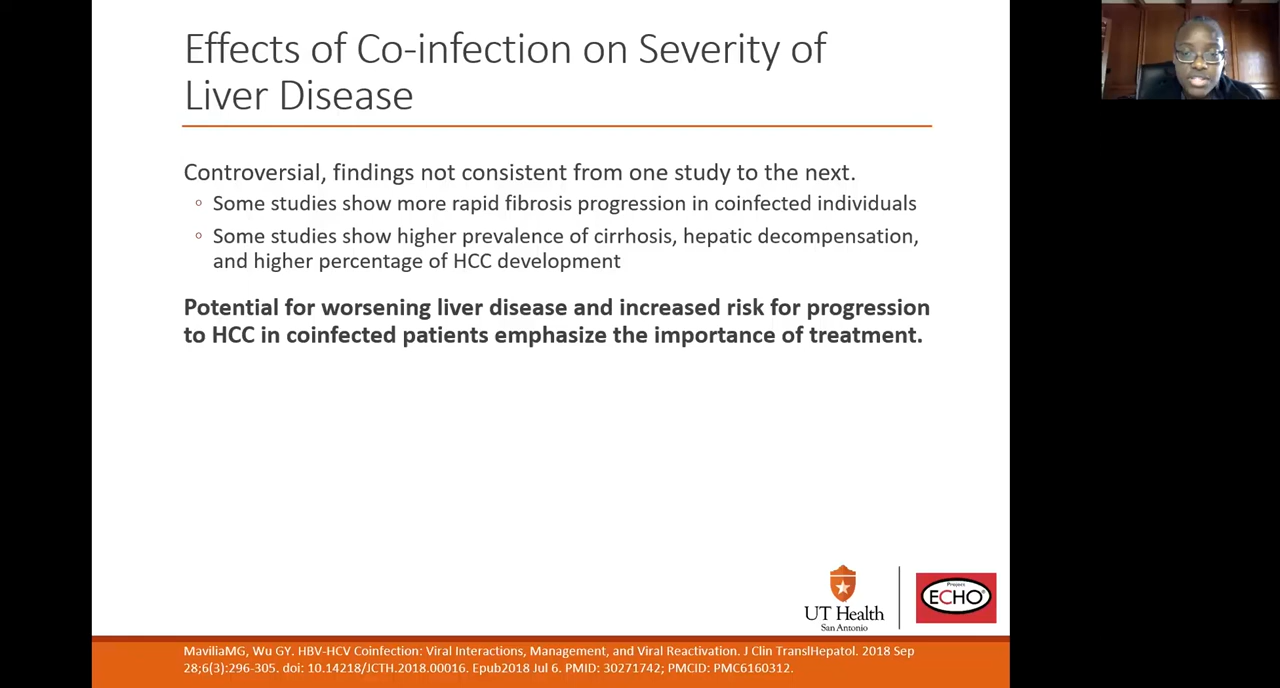 Effects of Co-infection on Severity of
Liver Disease
Controversial, findings not consistent from one study to the next.
◦ Some studies show more rapid fibrosis progression in coinfected individuals
◦ Some studies show higher prevalence of cirrhosis, hepatic decompensation,
and higher percentage of HCC development
Potential for worsening liver disease and increased risk for progression
to HCC in coinfected patients emphasize the importance of treatment.
UT Health
San Antonio
Project
ECHO®
MaviliaMG, Wu GY. HBV-HCV Coinfection: Viral Interactions, Management, and Viral Reactivation. J Clin TranslHepatol. 2018 Sep
28;6(3):296-305. doi: 10.14218/JCTH.2018.00016. Epub2018 Jul 6. PMID: 30271742; PMCID: PMC6160312.